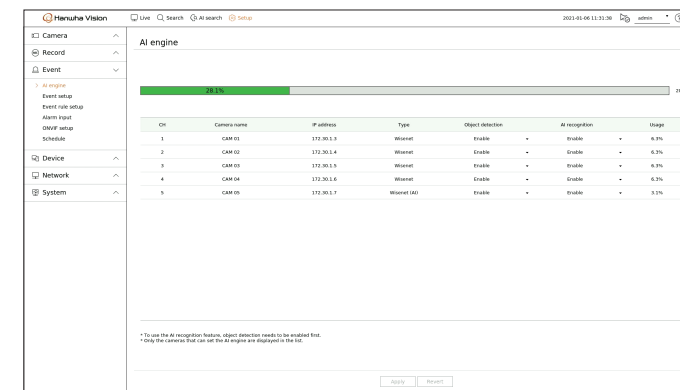 Hanwha Vision
Live Search AI search Setup
2021-01-06 11:31:38 admin
Camera
Record
Event
AI engine
Event setup
Event rule setup
Alarm input
ONVIF setup
Schedule
Device
Network
System
AI engine
28.1%
CH Camera name IP address Type Object detection AI recognition Usage
1 CAM 01 172.30.1.3 Wisenet Enable Enable 6.3%
2 CAM 02 172.30.1.4 Wisenet Enable Enable 6.3%
3 CAM 03 172.30.1.5 Wisenet Enable Enable 6.3%
4 CAM 04 172.30.1.6 Wisenet Enable Enable 6.3%
5 CAM 05 172.30.1.7 Wisenet (AI) Enable Enable 3.1%
* To use the AI recognition feature, object detection needs to be enabled first.
* Only the cameras that can set the AI engine are displayed in the list.
Apply Revert